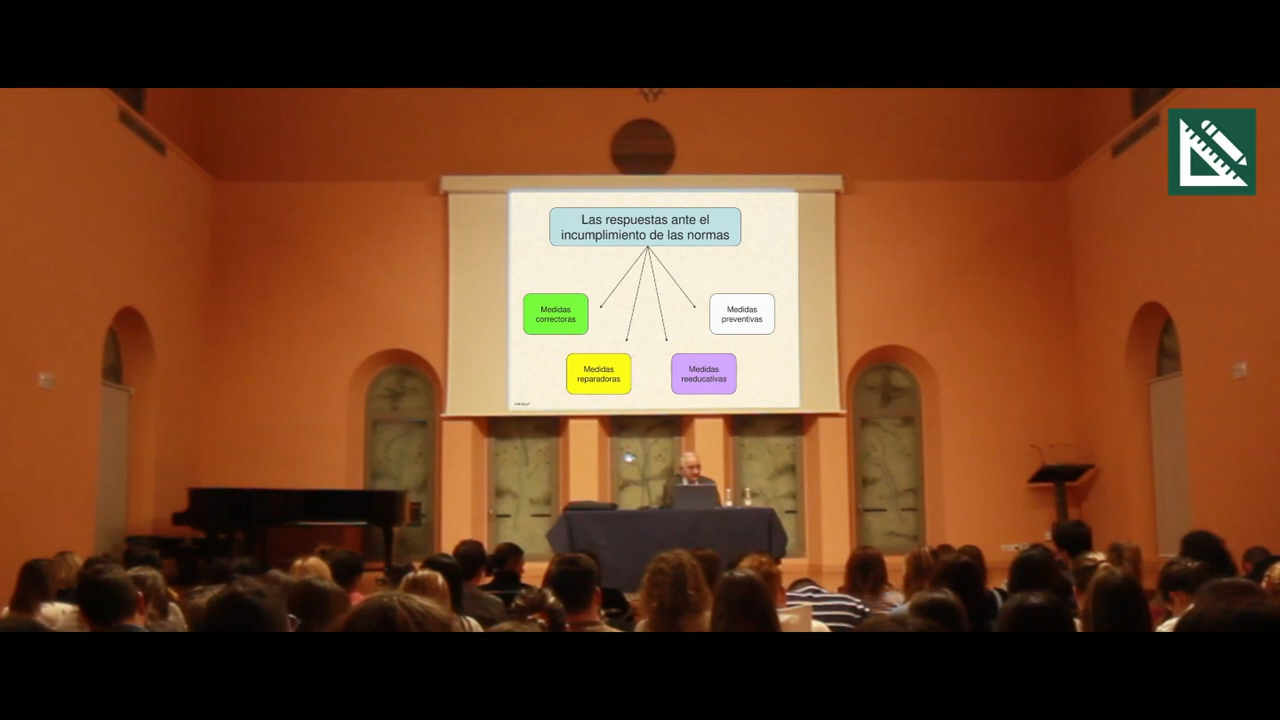 Las respuestas ante el
incumplimiento de las normas
Medidas
correctoras
Medidas
preventivas
Medidas
reparadoras
Medidas
reeducativas